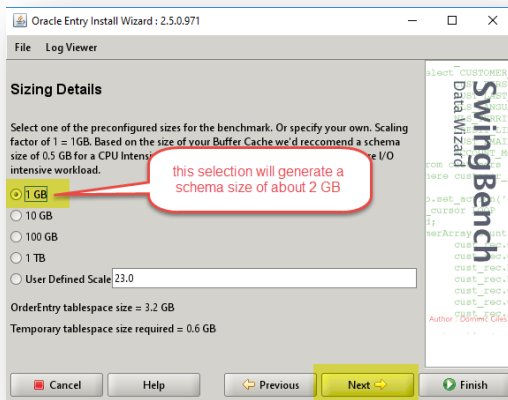 Oracle Entry Install Wizard : 2.5.0.971
File Log Viewer
Sizing Details
Select one of the preconfigured sizes for the benchmark. Or specify your own. Scaling
factor of 1 = 1GB. Based on the size of your Buffer Cache we'd reccomend a schema
size of 0.5 GB for a CPU Intensi
I/O
intensive workload.
this selection will generate a
schema size of about 2 GB
1 GB
10 GB
100 GB
1 TB
User Defined Scale 23.0
OrderEntry tablespace size = 3.2 GB
Temporary tablespace size required = 0.6 GB
SwingBench
Data Wizard
Author : Dominic Giles
Cancel
Help
Previous
Next
Finish